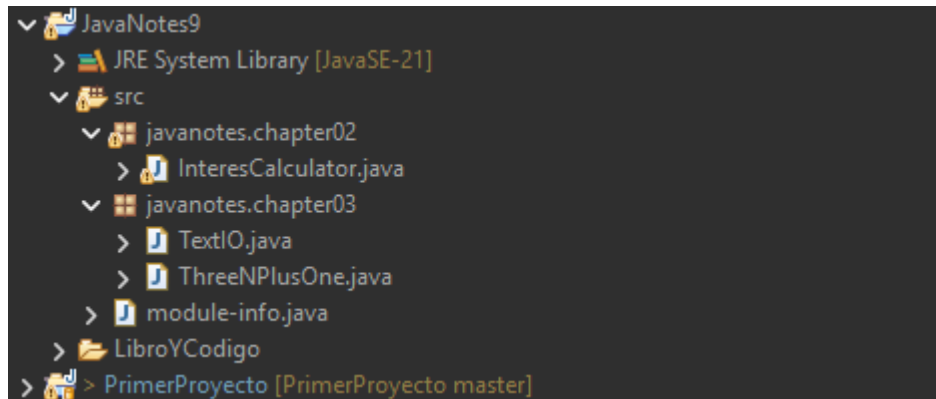 JavaNotes9
JRE System Library [JavaSE-21]
src
javanotes.chapter02
InteresCalculator.java
javanotes.chapter03
TextIO.java
ThreeNPlusOne.java
module-info.java
LibroYCodigo
> PrimerProyecto [PrimerProyecto master]